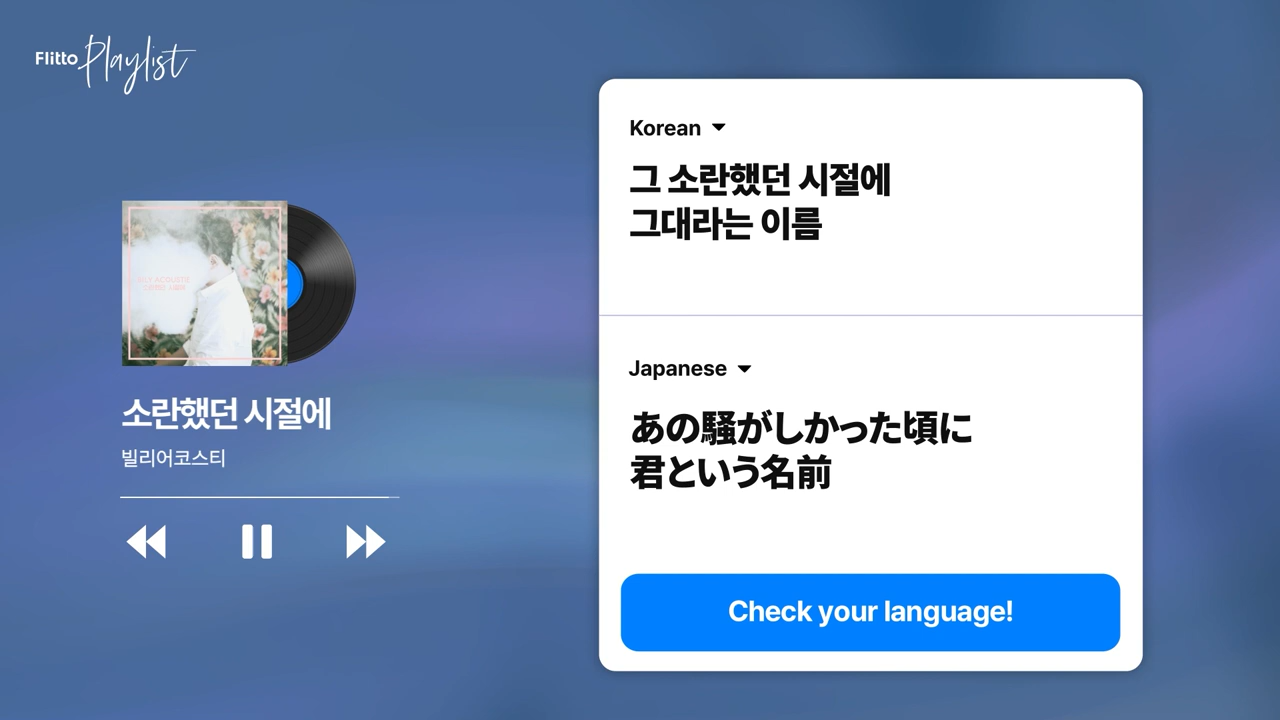 Flitto Playlist
소란했던 시절에
빌리어코스티
Korean
그 소란했던 시절에
그대라는 이름
Japanese
あの騒がしかった頃に
君という名前
Check your language!